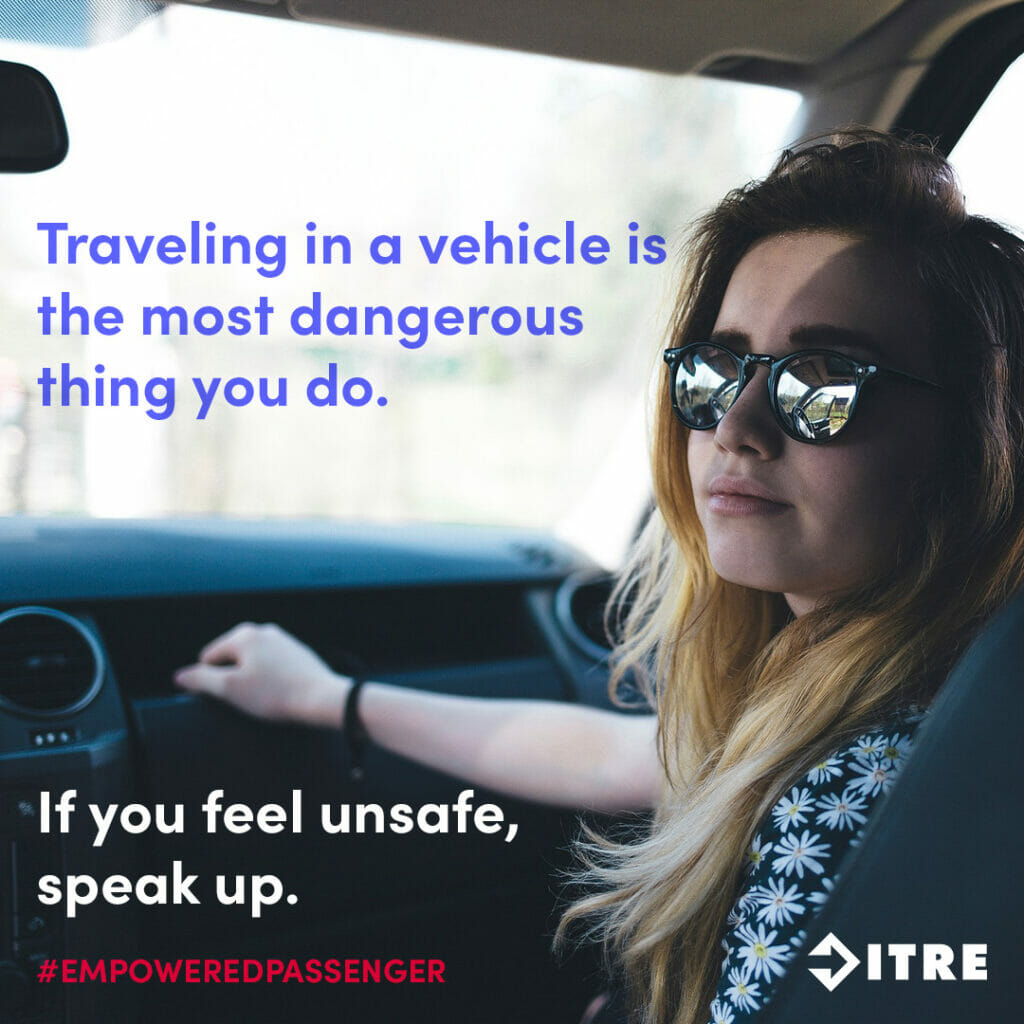 Traveling in a vehicle is
the most dangerous
thing you do.
If you feel unsafe,
speak up.
#EMPOWEREDPASSENGER
ITRE